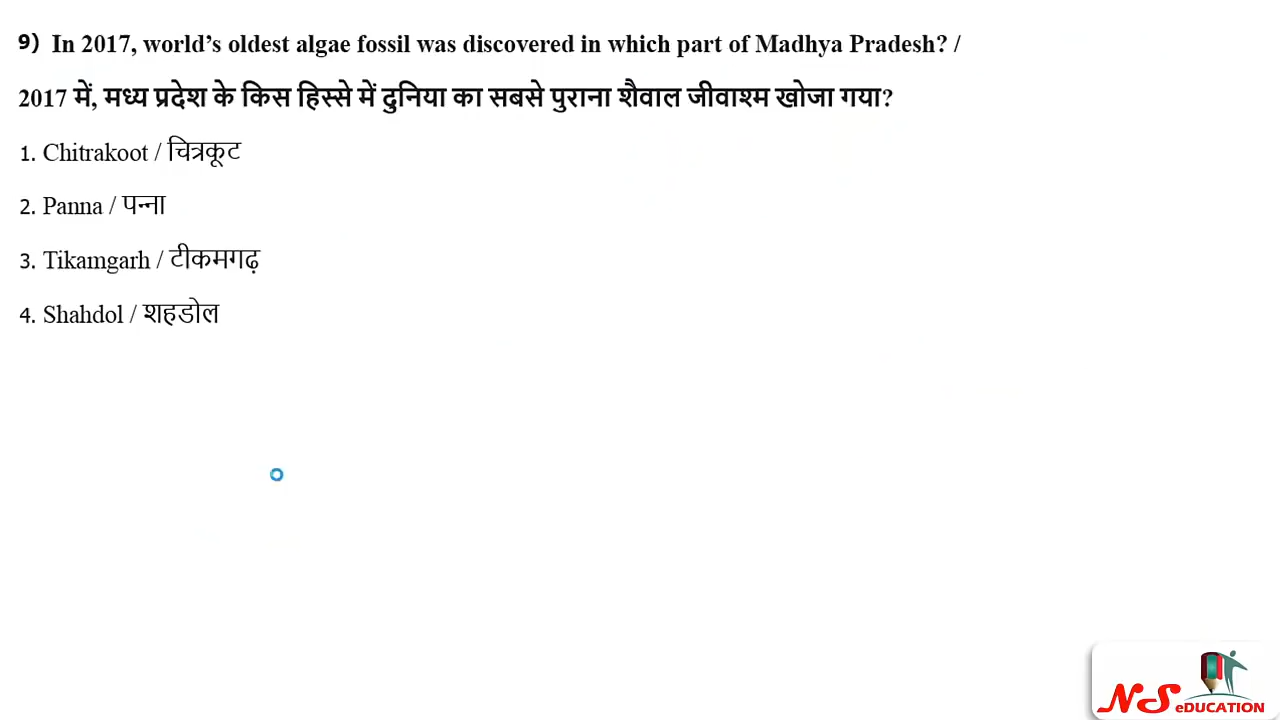 9) In 2017, world’s oldest algae fossil was discovered in which part of Madhya Pradesh? /
2017 में, मध्य प्रदेश के किस हिस्से में दुनिया का सबसे पुराना शैवाल जीवाश्म खोजा गया?
1. Chitrakoot / चित्रकूट
2. Panna / पन्ना
3. Tikamgarh / टीकमगढ़
4. Shahdol / शहडोल
NS eDUCATION